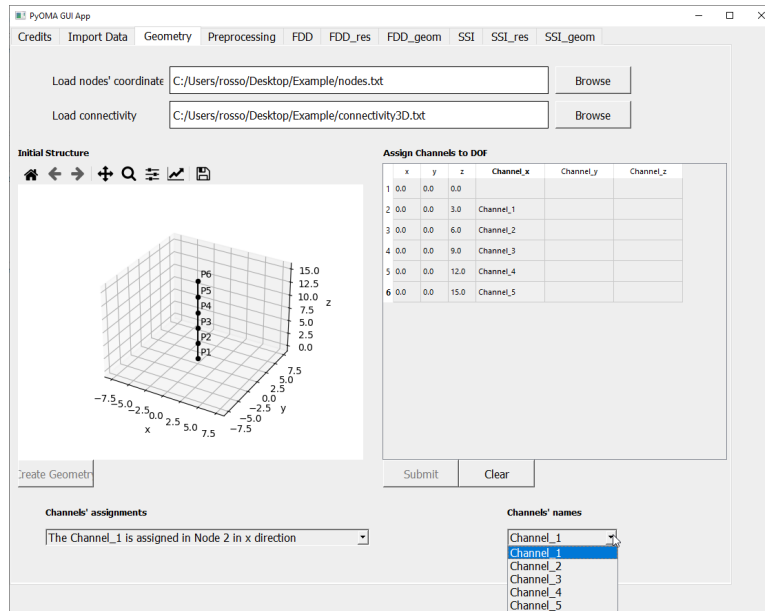 PyOMA GUI App
Credits Import Data Geometry Preprocessing FDD FDD_res FDD_geom SSI SSI_res SSI_geom
Load nodes' coordinate C:/Users/rosso/Desktop/Example/nodes.txt Browse
Load connectivity C:/Users/rosso/Desktop/Example/connectivity3D.txt Browse
Initial Structure
Assign Channels to DOF
x y z Channel_x Channel_y Channel_z
1 0.0 0.0 0.0
2 0.0 0.0 3.0 Channel_1
3 0.0 0.0 6.0 Channel_2
4 0.0 0.0 9.0 Channel_3
5 0.0 0.0 12.0 Channel_4
6 0.0 0.0 15.0 Channel_5
P6
P5
P4
P3
P2
P1
15.0
12.5
10.0
7.5
5.0
2.5
0.0
z
7.5
5.0
2.5
0.0
−2.5
−5.0
−7.5
y
−7.5
−5.0
−2.5
0.0
2.5
5.0
7.5
x
Create Geometry
Submit Clear
Channels' assignments
Channels' names
The Channel_1 is assigned in Node 2 in x direction
Channel_1
Channel_1
Channel_2
Channel_3
Channel_4
Channel_5